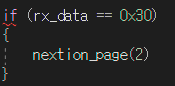 if (rx_data == 0x30)
{
nextion_page(2)
}